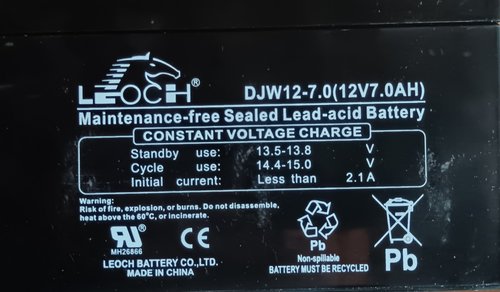 LEOCH®
DJW12-7.0(12V7.0AH)
Maintenance-free Sealed Lead-acid Battery
CONSTANT VOLTAGE CHARGE
Standby use: 13.5-13.8 V
Cycle use: 14.4-15.0 V
Initial current: Less than 2.1A
Warning:
Risk of fire, explosion, or burns. Do not disassemble,
heat above the 60°C, or incinerate.
UL®
MH26866
CE
Pb
Non-spillable
BATTERY MUST BE RECYCLED
Pb
LEOCH BATTERY CO.,LTD.
MADE IN CHINA